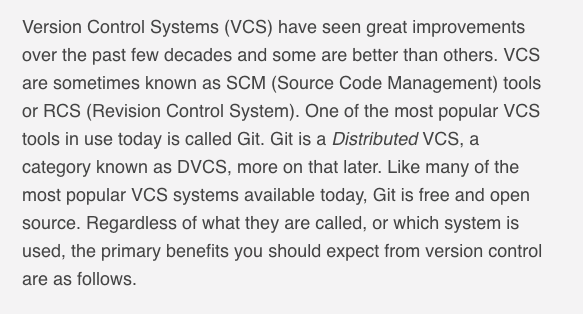 Version Control Systems (VCS) have seen great improvements
over the past few decades and some are better than others. VCS
are sometimes known as SCM (Source Code Management) tools
or RCS (Revision Control System). One of the most popular VCS
tools in use today is called Git. Git is a Distributed VCS, a
category known as DVCS, more on that later. Like many of the
most popular VCS systems available today, Git is free and open
source. Regardless of what they are called, or which system is
used, the primary benefits you should expect from version control
are as follows.